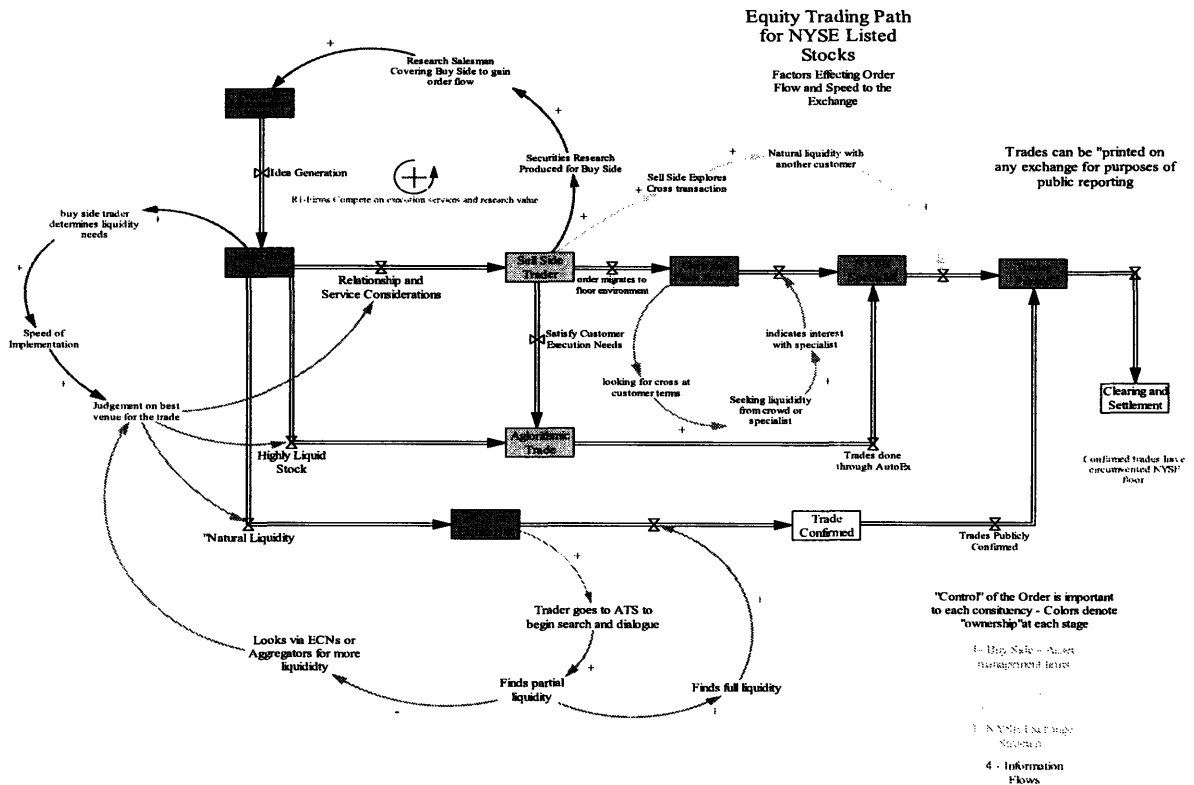 Equity Trading Path
for NYSE Listed
Stocks
Factors Effecting Order
Flow and Speed to the
Exchange
Research Salesman
Covering Buy Side to gain
order flow
Securities Research
Produced for Buy Side
Natural liquidity with
another customer
Sell Side Explores
Cross transaction
Trades can be "printed on
any exchange for purposes of
public reporting
Idea Generation
R1-Firms Compete on execution services and research value
buy side trader
determines liquidity
needs
Sell Side
Trader
Relationship and
Service Considerations
order migrates to
floor environment
Speed of
Implementation
Satisfy Customer
Execution Needs
indicates interest
with specialist
looking for cross at
customer terms
Seeking liquididty
from crowd or
specialist
Clearing and
Settlement
Judgement on best
venue for the trade
Highly Liquid
Stock
Aglorithmic
Trade
Trades done
through AutoEx
Confirmed trades have
circumvented NYSE
floor
"Natural Liquidity
Trade
Confirmed
Trades Publicly
Confirmed
Trader goes to ATS to
begin search and dialogue
"Control" of the Order is important
to each consituency - Colors denote
"ownership"at each stage
Looks via ECNs or
Aggregators for more
liquididty
Finds partial
liquidity
Finds full liquidity
1- Buy Side - Asset
management firms
4 - Information
Flows